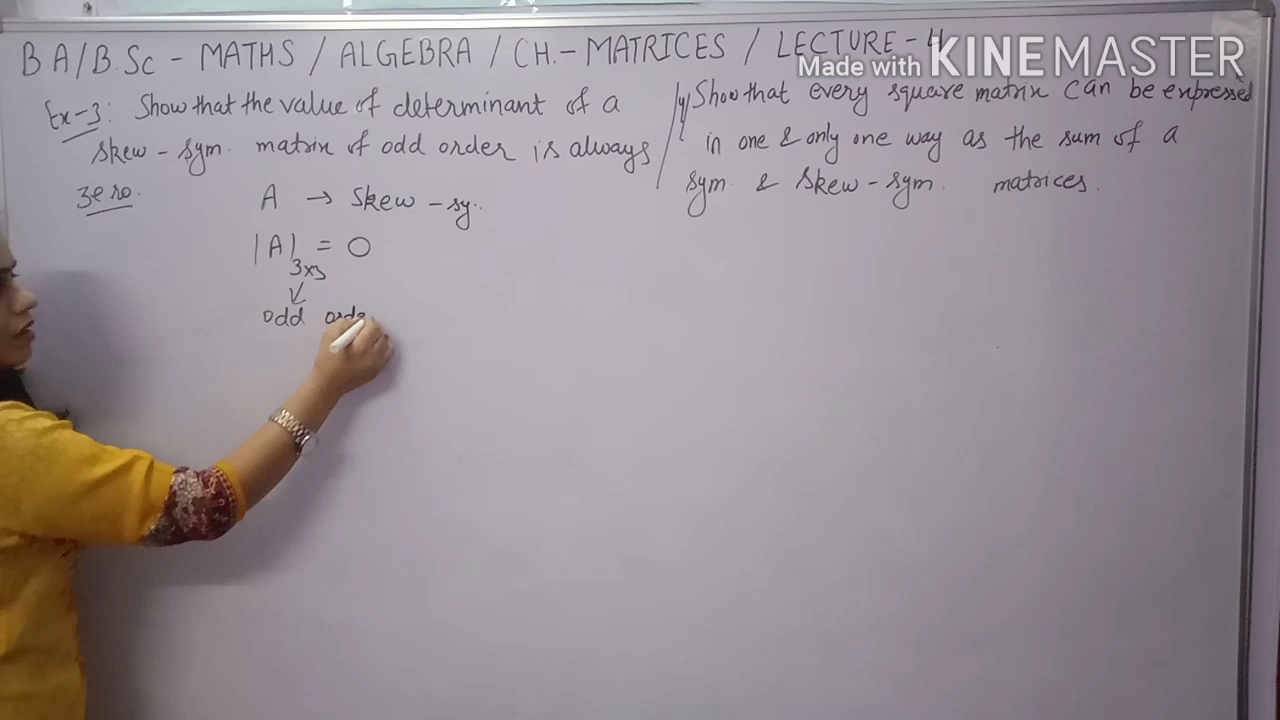 BA/B.Sc - MATHS / ALGEBRA / CH.- MATRICES / LECTURE - 4
Made with KINEMASTER
Ex-3: Show that the value of determinant of a
skew - sym. matrix of odd order is always
zero.
A → Skew - sy.
|A| = 0
3x3
↓
odd orde
Show that every square matrix can be expressed
in one & only one way as the sum of a
sym. & skew - sym. matrices.